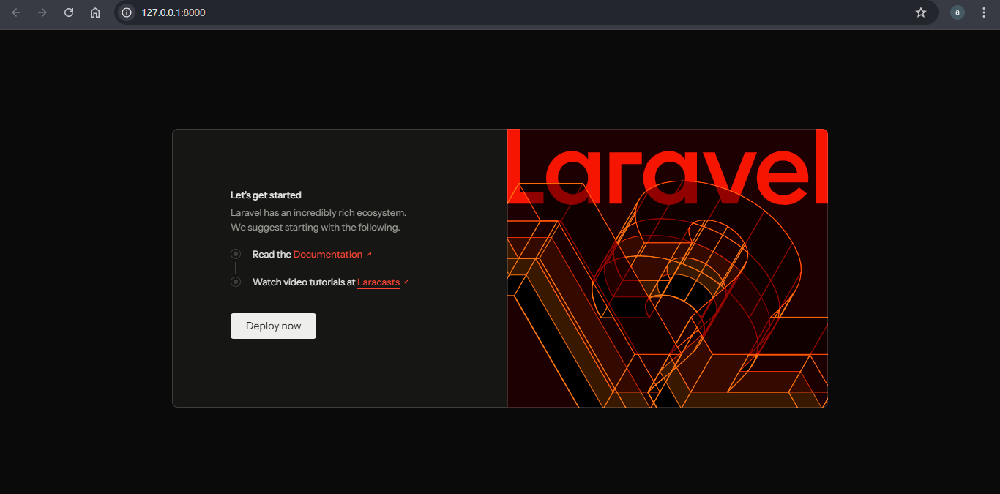 127.0.0.1:8000
a
Laravel
Let's get started
Laravel has an incredibly rich ecosystem.
We suggest starting with the following.
Read the Documentation
Watch video tutorials at Laracasts
Deploy now